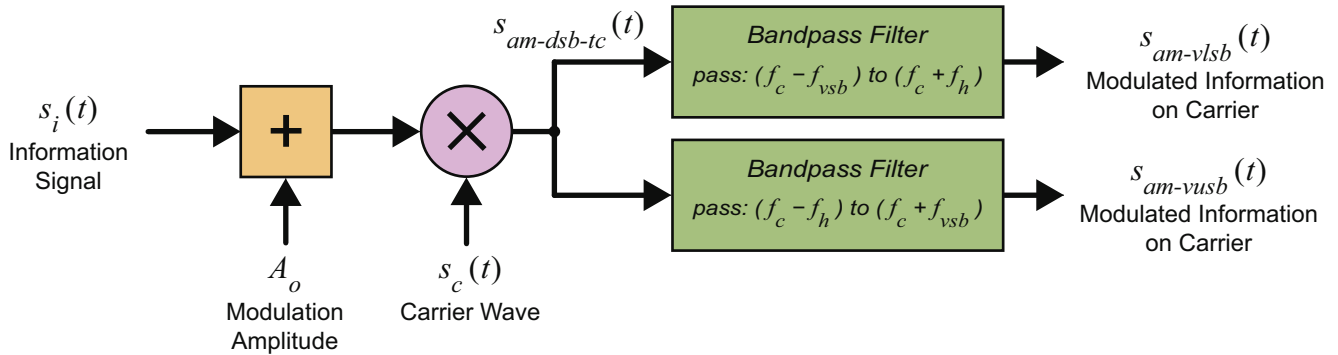 s_i(t)
Information
Signal
+
A_o
Modulation
Amplitude
×
s_c(t)
Carrier Wave
s_am-dsb-tc(t)
Bandpass Filter
pass: (f_c − f_vsb) to (f_c + f_h)
s_am-vlsb(t)
Modulated Information
on Carrier
Bandpass Filter
pass: (f_c − f_h) to (f_c + f_vsb)
s_am-vusb(t)
Modulated Information
on Carrier